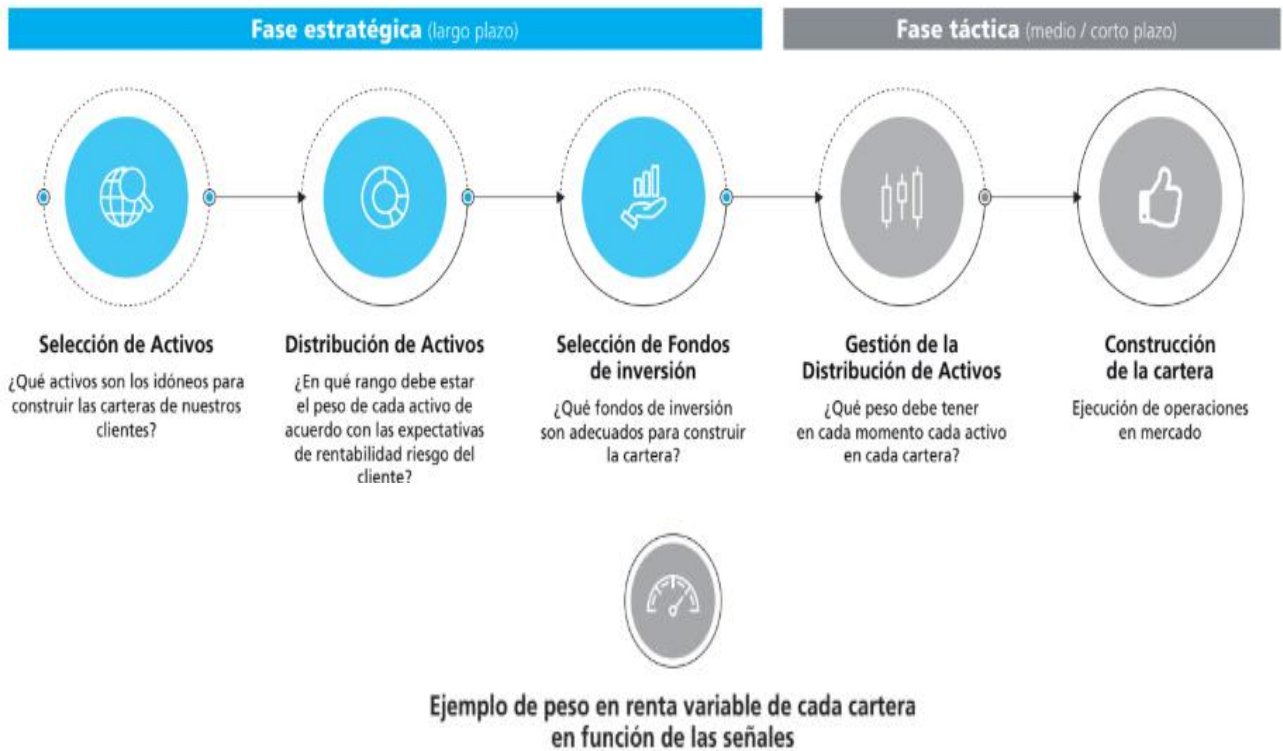 Fase estratégica (largo plazo)
Fase táctica (medio / corto plazo)
Selección de Activos
¿Qué activos son los idóneos para
construir las carteras de nuestros
clientes?
Distribución de Activos
¿En qué rango debe estar
el peso de cada activo de
acuerdo con las expectativas
de rentabilidad riesgo del
cliente?
Selección de Fondos
de inversión
¿Qué fondos de inversión
son adecuados para construir
la cartera?
Gestión de la
Distribución de Activos
¿Qué peso debe tener
en cada momento cada activo
en cada cartera?
Construcción
de la cartera
Ejecución de operaciones
en mercado
Ejemplo de peso en renta variable de cada cartera
en función de las señales